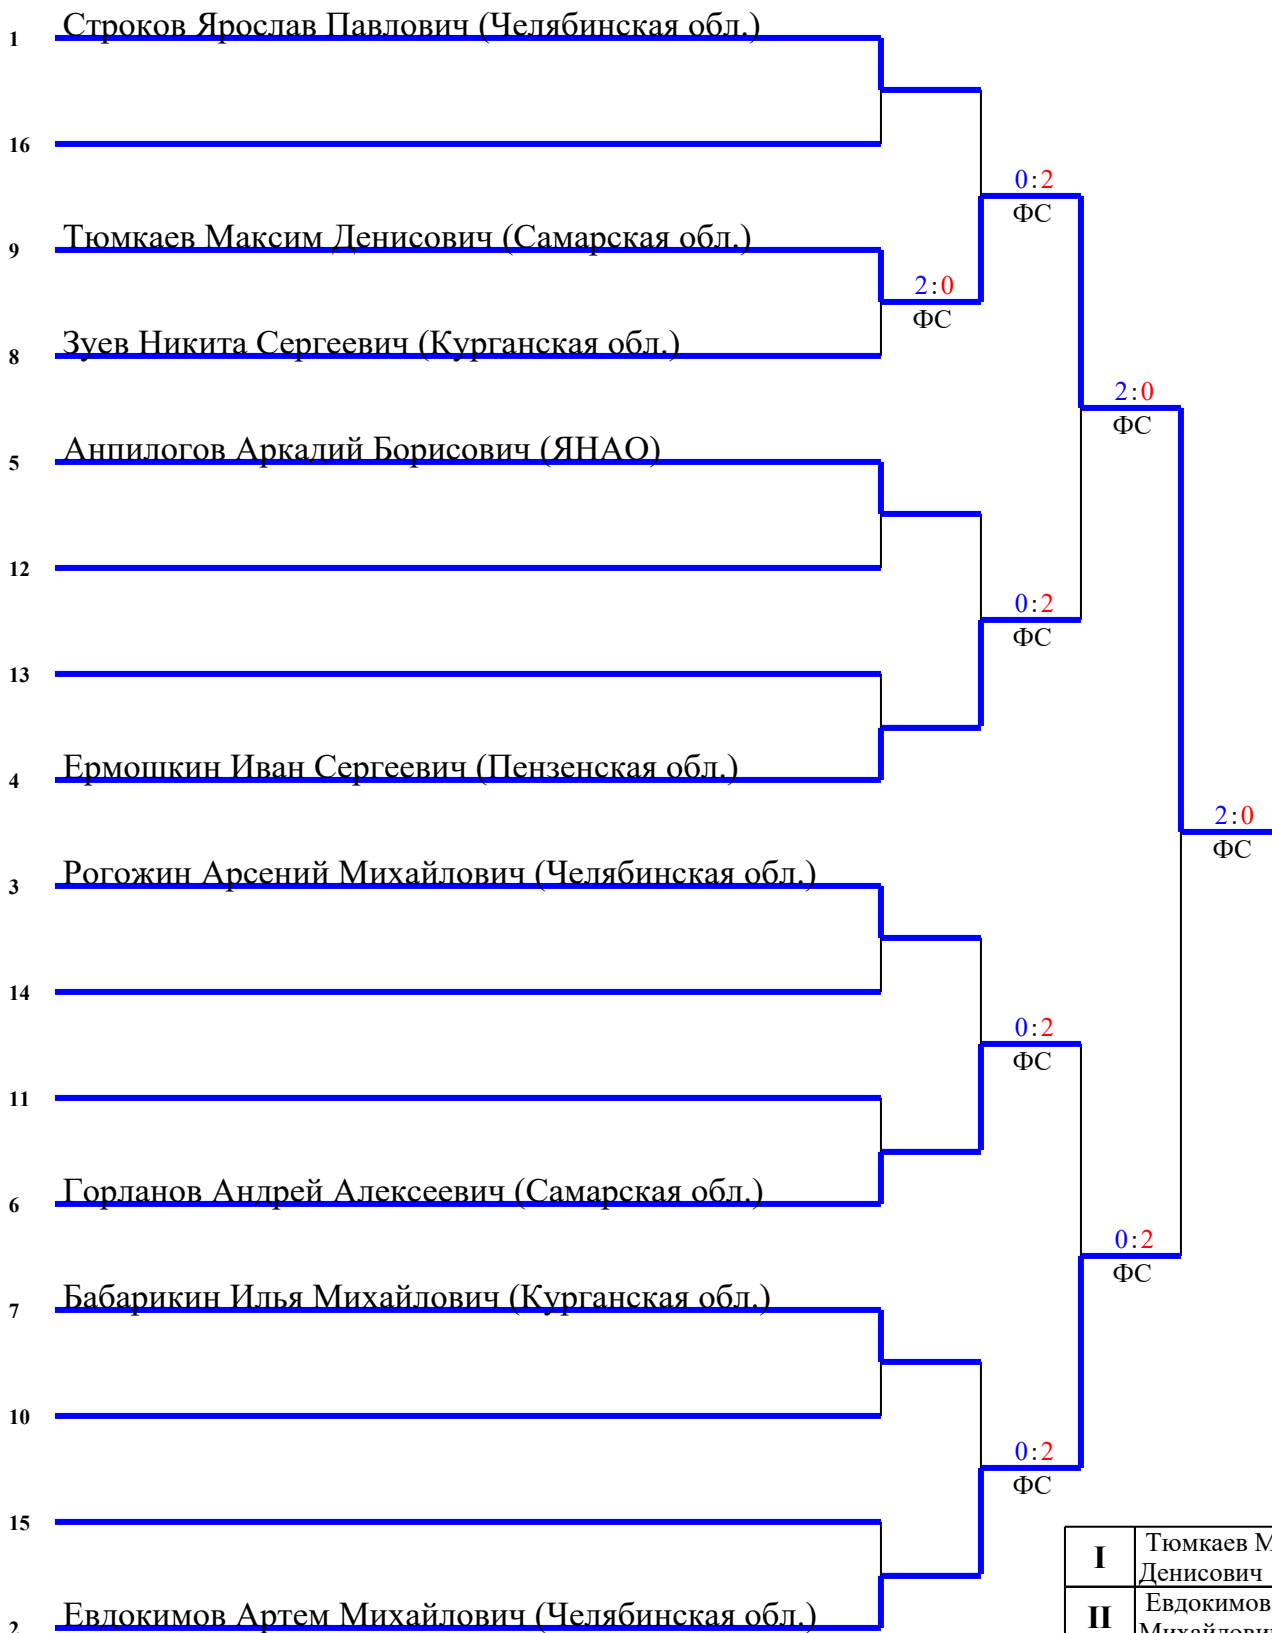 1 Строков Ярослав Павлович (Челябинская обл.)
16
0:2
ФС
9 Тюмкаев Максим Денисович (Самарская обл.)
2:0
ФС
8 Зуев Никита Сергеевич (Курганская обл.)
2:0
ФС
5 Анпилогов Аркадий Борисович (ЯНАО)
12
0:2
ФС
13
4 Ермошкин Иван Сергеевич (Пензенская обл.)
2:0
ФС
3 Рогожин Арсений Михайлович (Челябинская обл.)
14
0:2
ФС
11
6 Горланов Андрей Алексеевич (Самарская обл.)
0:2
ФС
7 Бабарикин Илья Михайлович (Курганская обл.)
10
0:2
ФС
15
I Тюмкаев М
Денисович
2 Евдокимов Артем Михайлович (Челябинская обл.)
II Евдокимов